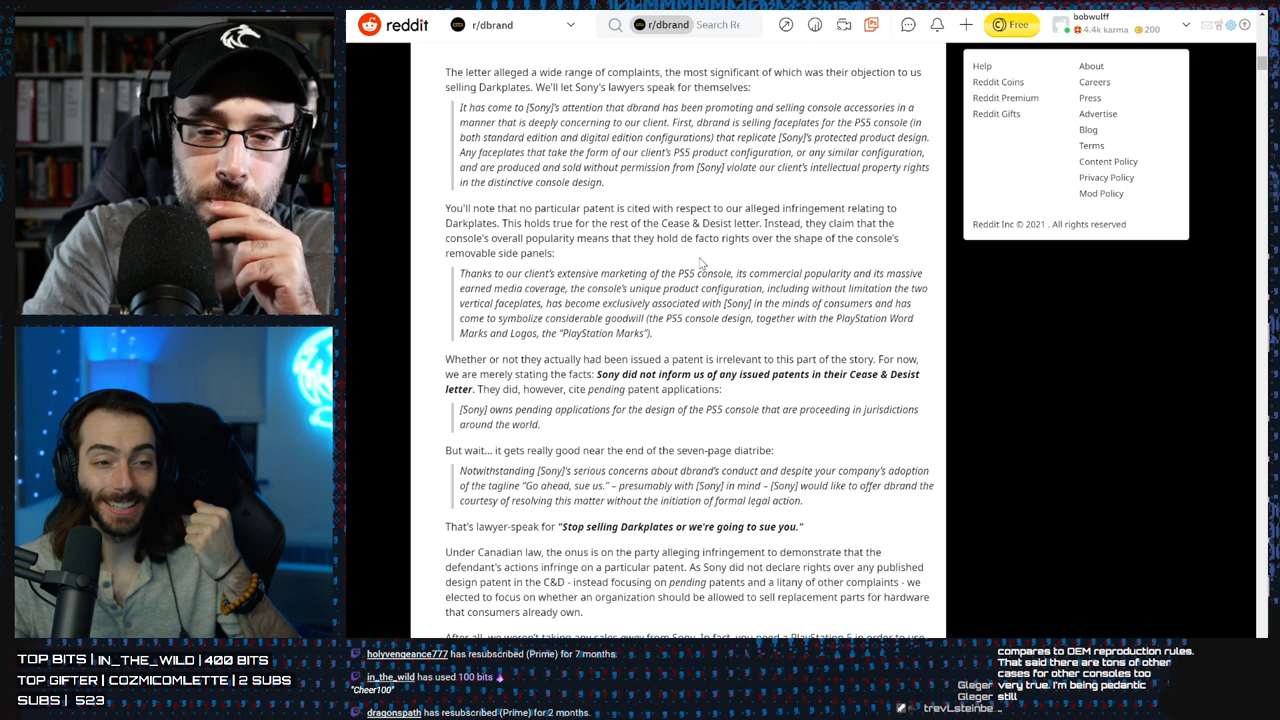 reddit
r/dbrand
r/dbrand
Search Re
Free
bobwulff
4.4k karma
200
The letter alleged a wide range of complaints, the most significant of which was their objection to us
selling Darkplates. We'll let Sony's lawyers speak for themselves:
It has come to [Sony]'s attention that dbrand has been promoting and selling console accessories in a
manner that is deeply concerning to our client. First, dbrand is selling faceplates for the PS5 console (in
both standard edition and digital edition configurations) that replicate [Sony]'s protected product design.
Any faceplates that take the form of our client's PS5 product configuration, or any similar configuration,
and are produced and sold without permission from [Sony] violate our client's intellectual property rights
in the distinctive console design.
You'll note that no particular patent is cited with respect to our alleged infringement relating to
Darkplates. This holds true for the rest of the Cease & Desist letter. Instead, they claim that the
console's overall popularity means that they hold de facto rights over the shape of the console's
removable side panels:
Thanks to our client's extensive marketing of the PS5 console, its commercial popularity and its massive
earned media coverage, the console's unique product configuration, including without limitation the two
vertical faceplates, has become exclusively associated with [Sony] in the minds of consumers and has
come to symbolize considerable goodwill (the PS5 console design, together with the PlayStation Word
Marks and Logos, the “PlayStation Marks”).
Whether or not they actually had been issued a patent is irrelevant to this part of the story. For now,
we are merely stating the facts: Sony did not inform us of any issued patents in their Cease & Desist
letter. They did, however, cite pending patent applications:
[Sony] owns pending applications for the design of the PS5 console that are proceeding in jurisdictions
around the world.
But wait... it gets really good near the end of the seven-page diatribe:
Notwithstanding [Sony]'s serious concerns about dbrand's conduct and despite your company's adoption
of the tagline “Go ahead, sue us.” – presumably with [Sony] in mind – [Sony] would like to offer dbrand the
courtesy of resolving this matter without the initiation of formal legal action.
That's lawyer-speak for "Stop selling Darkplates or we're going to sue you."
Under Canadian law, the onus is on the party alleging infringement to demonstrate that the
defendant's actions infringe on a particular patent. As Sony did not declare rights over any published
design patent in the C&D - instead focusing on pending patents and a litany of other complaints - we
elected to focus on whether an organization should be allowed to sell replacement parts for hardware
that consumers already own.
After all, we weren't taking any sales away from Sony. In fact, you need a PlayStation 5 in order to use
Help
About
Reddit Coins
Careers
Reddit Premium
Press
Reddit Gifts
Advertise
Blog
Terms
Content Policy
Privacy Policy
Mod Policy
Reddit Inc © 2021 . All rights reserved
TOP BITS | IN_THE_WILD | 400 BITS
TOP GIFTER | COZMICOMLETTE | 2 SUBS
SUBS | 523
holyvengeance777 has resubscribed (Prime) for 7 months.
in_the_wild has used 100 bits
"Cheer100"
dragonspath has resubscribed (Prime) for 2 months.
compares to OEM reproduction rules.
That said there are tons of other
cases for other consoles too
Gleger very true. I'm being pedantic
Gleger still
trevLsteinbe ...